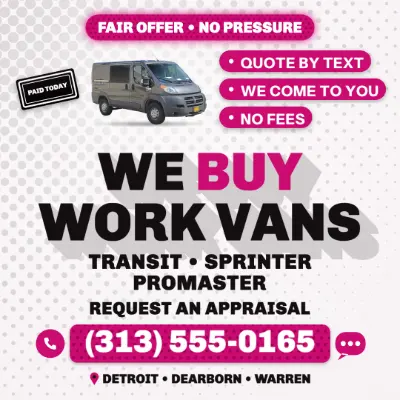 FAIR OFFER • NO PRESSURE
• QUOTE BY TEXT
• WE COME TO YOU
• NO FEES
PAID TODAY
WE BUY
WORK VANS
TRANSIT • SPRINTER
PROMASTER
REQUEST AN APPRAISAL
(313) 555-0165
DETROIT • DEARBORN • WARREN